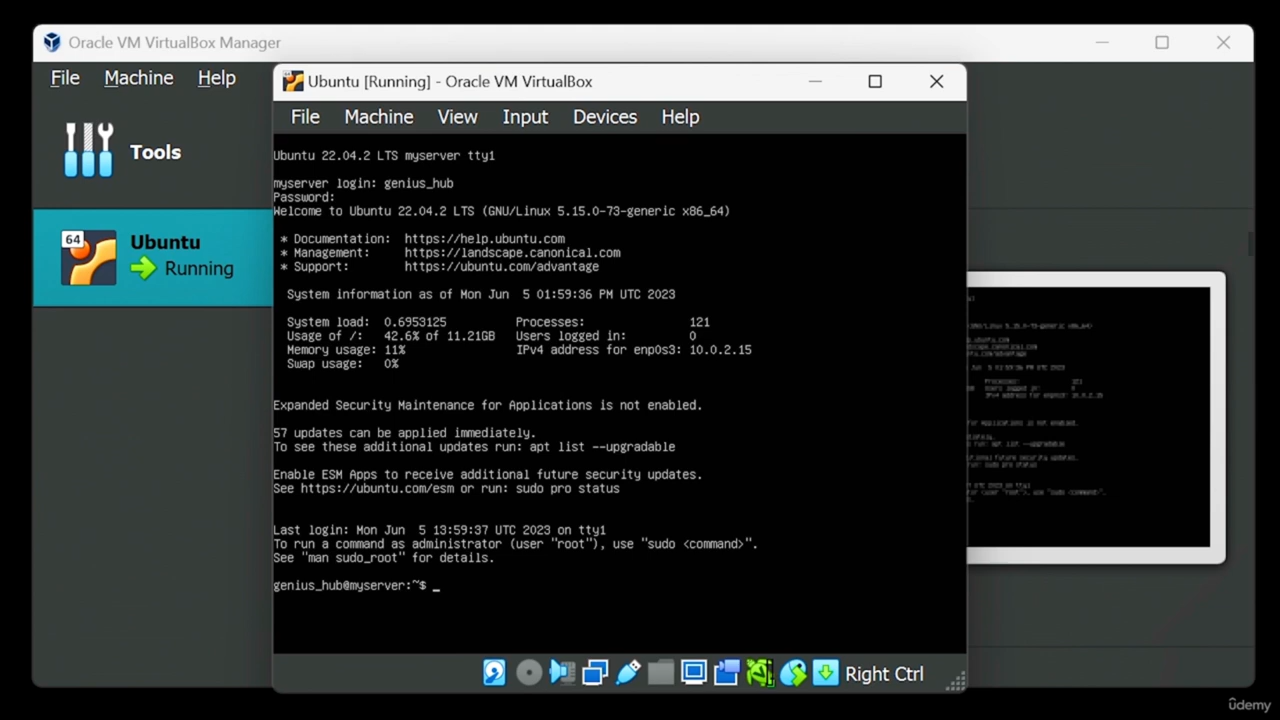 Oracle VM VirtualBox Manager
File Machine Help
Tools
64
Ubuntu
Running
Ubuntu [Running] - Oracle VM VirtualBox
File Machine View Input Devices Help
Ubuntu 22.04.2 LTS myserver tty1
myserver login: genius_hub
Password:
Welcome to Ubuntu 22.04.2 LTS (GNU/Linux 5.15.0-73-generic x86_64)
* Documentation: https://help.ubuntu.com
* Management: https://landscape.canonical.com
* Support: https://ubuntu.com/advantage
System information as of Mon Jun 5 01:59:36 PM UTC 2023
System load: 0.6953125 Processes: 121
Usage of /: 42.6% of 11.21GB Users logged in: 0
Memory usage: 11% IPv4 address for enp0s3: 10.0.2.15
Swap usage: 0%
Expanded Security Maintenance for Applications is not enabled.
57 updates can be applied immediately.
To see these additional updates run: apt list --upgradable
Enable ESM Apps to receive additional future security updates.
See https://ubuntu.com/esm or run: sudo pro status
Last login: Mon Jun 5 13:59:37 UTC 2023 on tty1
To run a command as administrator (user "root"), use "sudo <command>".
See "man sudo_root" for details.
genius_hub@myserver:~$ _
Right Ctrl
ûdemy